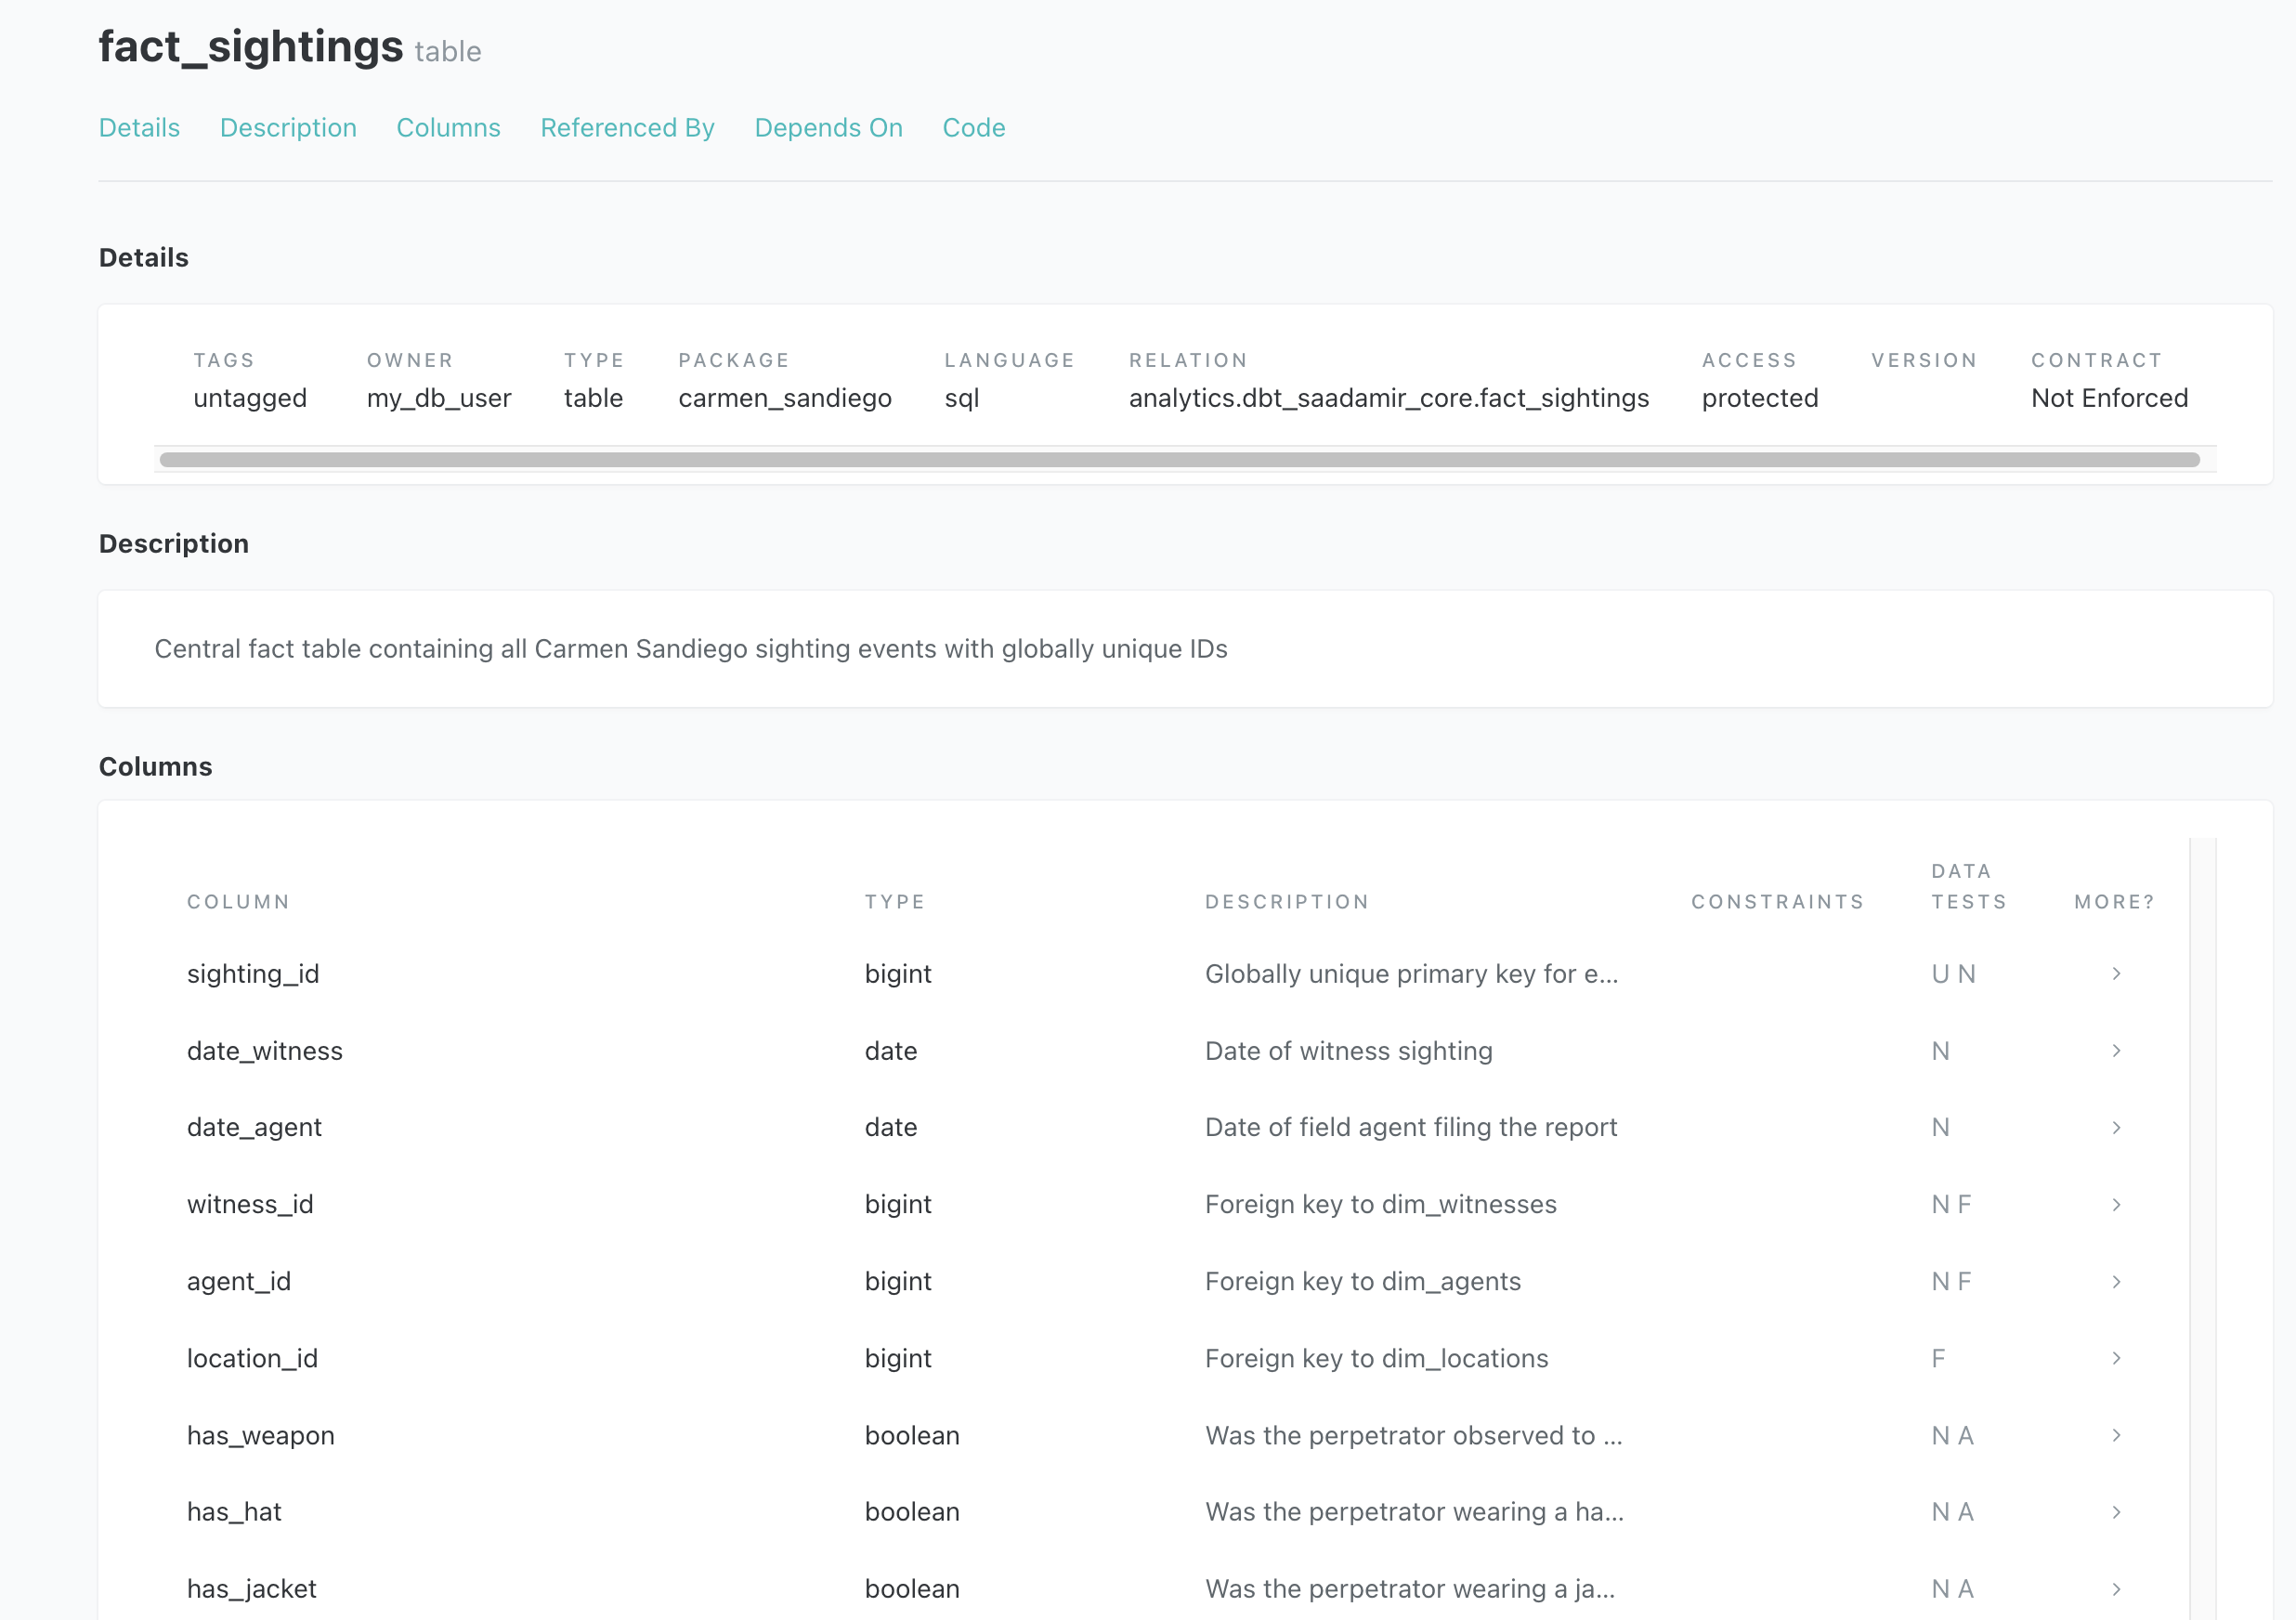 fact_sightings table
Details Description Columns Referenced By Depends On Code
Details
TAGS OWNER TYPE PACKAGE LANGUAGE RELATION ACCESS VERSION CONTRACT
untagged my_db_user table carmen_sandiego sql analytics.dbt_saadamir_core.fact_sightings protected Not Enforced
Description
Central fact table containing all Carmen Sandiego sighting events with globally unique IDs
Columns
COLUMN TYPE DESCRIPTION CONSTRAINTS DATA TESTS MORE?
sighting_id bigint Globally unique primary key for e... U N
date_witness date Date of witness sighting N
date_agent date Date of field agent filing the report N
witness_id bigint Foreign key to dim_witnesses N F
agent_id bigint Foreign key to dim_agents N F
location_id bigint Foreign key to dim_locations F
has_weapon boolean Was the perpetrator observed to ... N A
has_hat boolean Was the perpetrator wearing a ha... N A
has_jacket boolean Was the perpetrator wearing a ja... N A